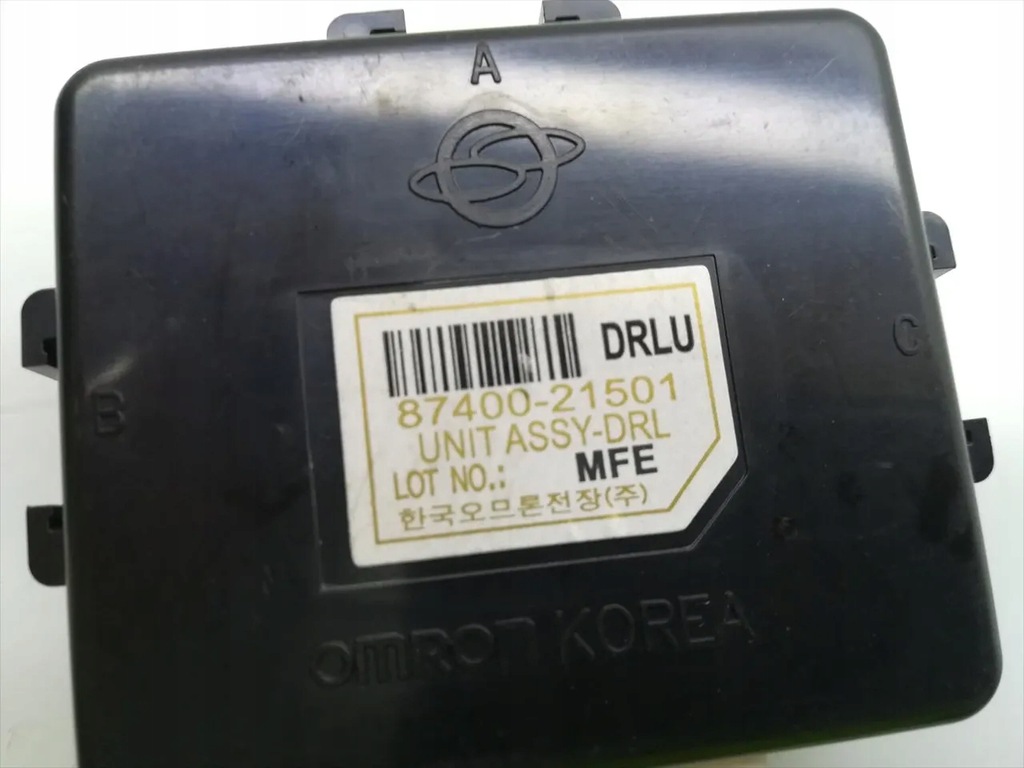 A
B
C
DRLU
87400-21501
UNIT ASSY-DRL
LOT NO.: MFE
한국오므론전장(주)
OMRON KOREA